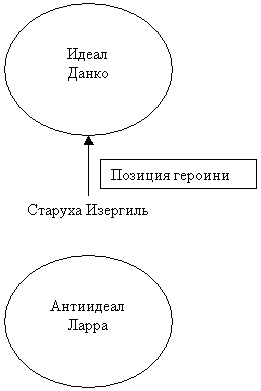 Идеал
Данко
Позиция героини
Старуха Изергиль
Антиидеал
Ларра